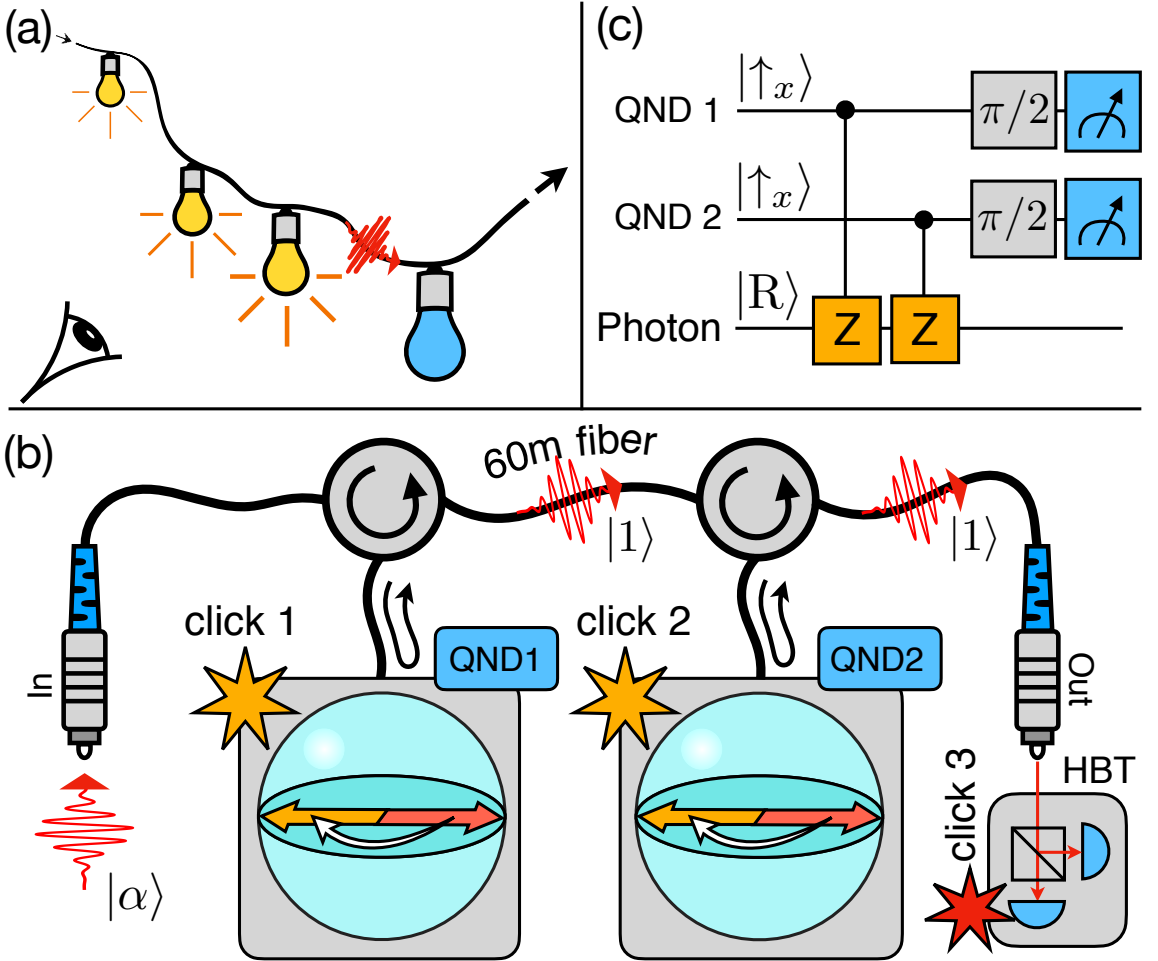 (a)
(c)
QND 1
|↑ₓ⟩
π/2
QND 2
|↑ₓ⟩
π/2
Photon
|R⟩
Z
Z
(b)
60m fiber
|1⟩
|1⟩
click 1
QND1
click 2
QND2
In
Out
|α⟩
HBT
click 3